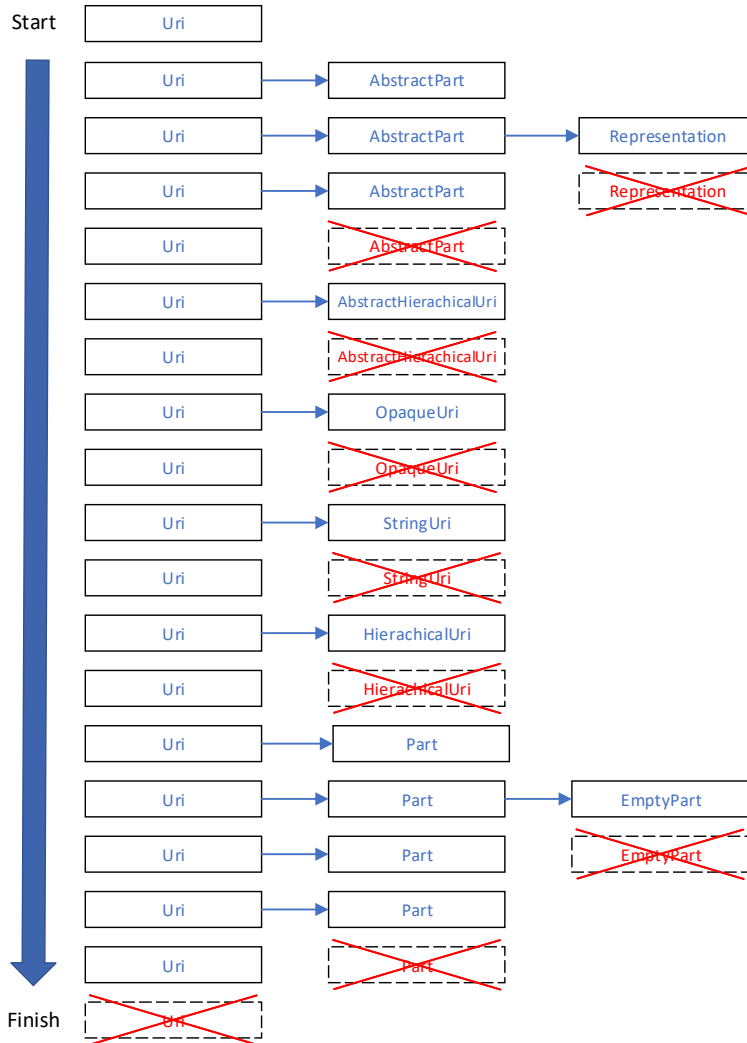 Start Uri
Uri AbstractPart
Uri AbstractPart Representation
Uri AbstractPart Representation
Uri AbstractPart
Uri AbstractHierachicalUri
Uri AbstractHierachicalUri
Uri OpaqueUri
Uri OpaqueUri
Uri StringUri
Uri StringUri
Uri HierachicalUri
Uri HierachicalUri
Uri Part
Uri Part EmptyPart
Uri Part EmptyPart
Uri Part
Uri Part
Finish Uri